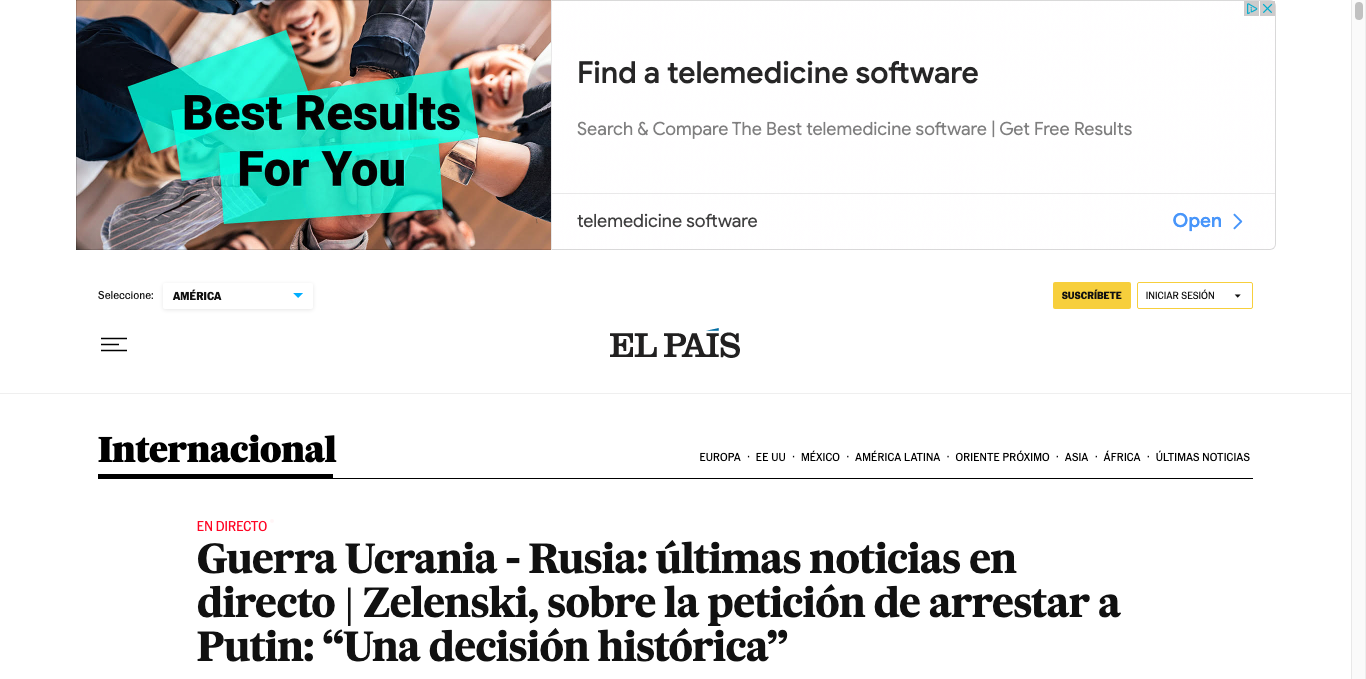 Best Results
For You
Find a telemedicine software
Search & Compare The Best telemedicine software | Get Free Results
telemedicine software
Open
Seleccione:
AMÉRICA
SUSCRÍBETE
INICIAR SESIÓN
EL PAÍS
Internacional
EUROPA · EE UU · MÉXICO · AMÉRICA LATINA · ORIENTE PRÓXIMO · ASIA · ÁFRICA · ÚLTIMAS NOTICIAS
EN DIRECTO
Guerra Ucrania - Rusia: últimas noticias en
directo | Zelenski, sobre la petición de arrestar a
Putin: “Una decisión histórica”